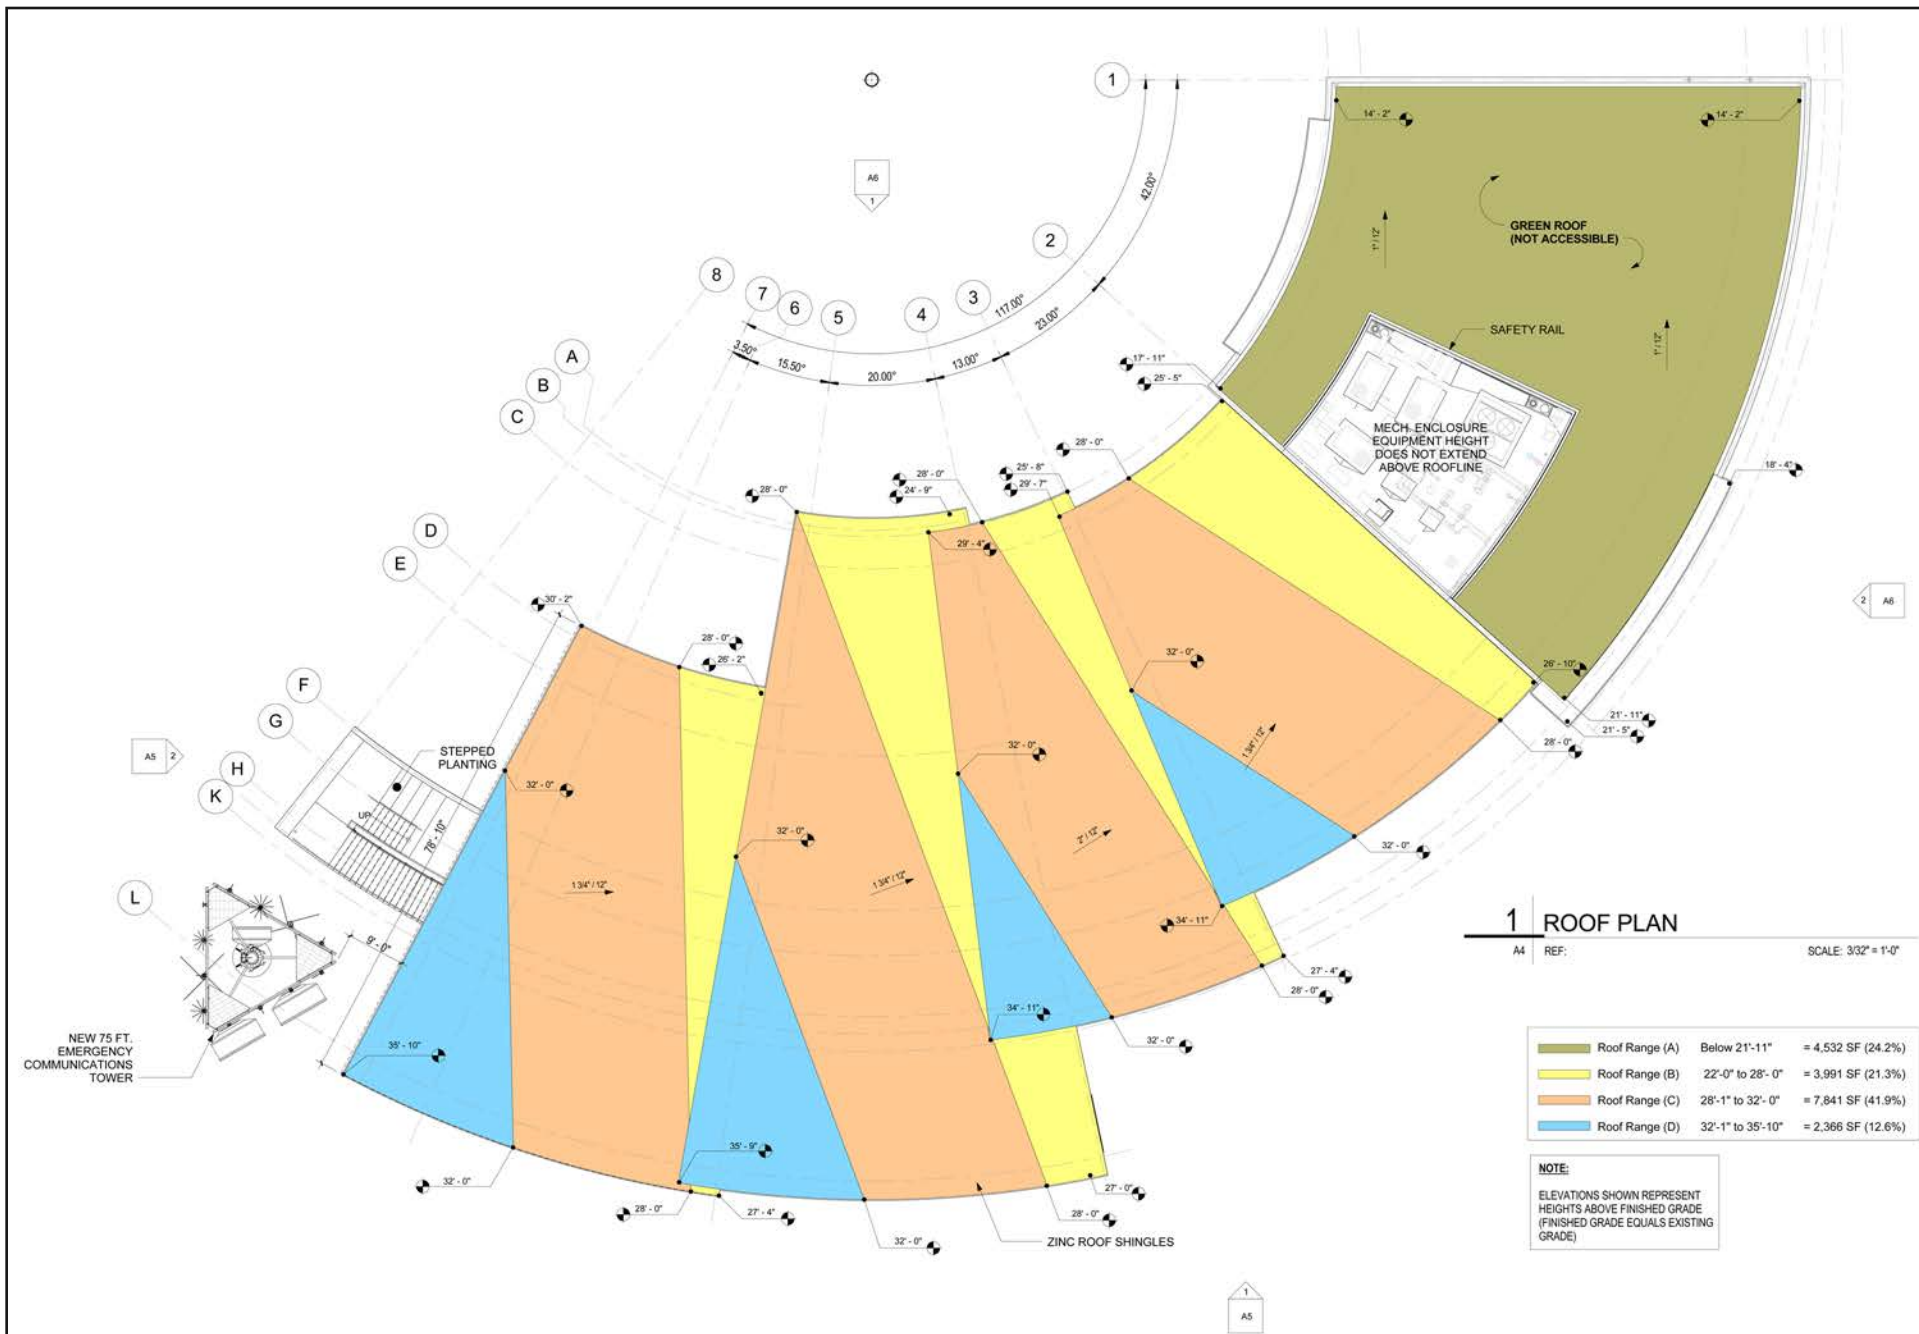 1
14' - 2"
14' - 2"
A6
1
42.00°
GREEN ROOF
(NOT ACCESSIBLE)
1" / 12"
2
8
7
6
5
4
3
117.00°
23.00°
13.00°
20.00°
15.50°
3.50°
A
B
C
SAFETY RAIL
1" / 12"
17' - 11"
25' - 5"
MECH. ENCLOSURE
EQUIPMENT HEIGHT
DOES NOT EXTEND
ABOVE ROOFLINE
28' - 0"
25' - 8"
29' - 7"
28' - 0"
24' - 9"
28' - 0"
18' - 4"
D
E
29' - 4"
30' - 2"
28' - 0"
26' - 2"
2
A6
32' - 0"
26' - 10"
F
G
H
K
21' - 11"
21' - 5"
28' - 0"
A5
2
STEPPED
PLANTING
UP
78' - 10"
32' - 0"
32' - 0"
1 3/4" / 12"
32' - 0"
2" / 12"
32' - 0"
1 3/4" / 12"
1 3/4" / 12"
L
9' - 0"
34' - 11"
27' - 4"
28' - 0"
1
ROOF PLAN
A4
REF:
SCALE: 3/32" = 1'-0"
34' - 11"
32' - 0"
NEW 75 FT.
EMERGENCY
COMMUNICATIONS
TOWER
35' - 10"
35' - 9"
32' - 0"
28' - 0"
27' - 4"
32' - 0"
27' - 0"
28' - 0"
ZINC ROOF SHINGLES
Roof Range (A) Below 21'-11" = 4,532 SF (24.2%)
Roof Range (B) 22'-0" to 28'- 0" = 3,991 SF (21.3%)
Roof Range (C) 28'-1" to 32'- 0" = 7,841 SF (41.9%)
Roof Range (D) 32'-1" to 35'-10" = 2,366 SF (12.6%)
NOTE:
ELEVATIONS SHOWN REPRESENT
HEIGHTS ABOVE FINISHED GRADE
(FINISHED GRADE EQUALS EXISTING
GRADE)
1
A5